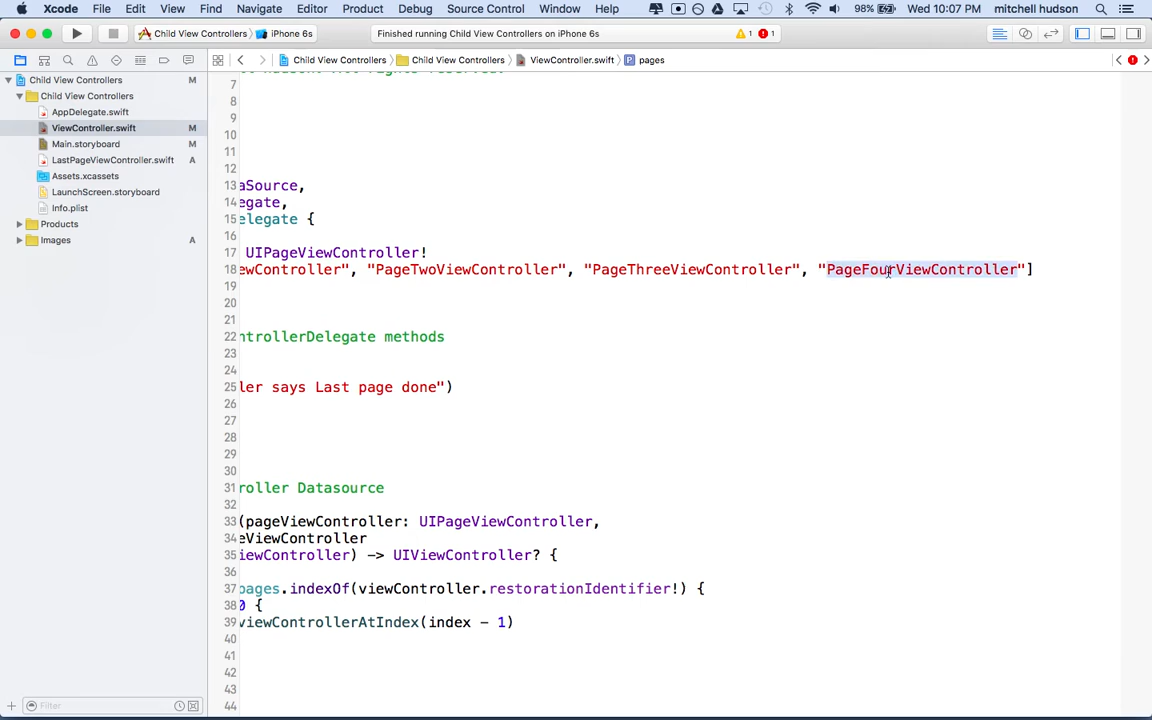 Xcode File Edit View Find Navigate Editor Product Debug Source Control Window Help 98% Wed 10:07 PM mitchell hudson
Child View Controllers iPhone 6s Finished running Child View Controllers on iPhone 6s 1 1
Child View Controllers Child View Controllers ViewController.swift P pages
Child View Controllers M
Child View Controllers
AppDelegate.swift
ViewController.swift M
Main.storyboard M
LastPageViewController.swift A
Assets.xcassets
LaunchScreen.storyboard
Info.plist
Products
Images A
Filter
7
8
9
10
11
12
13 aSource,
14 egate,
15 elegate {
16
17 UIPageViewController!
18 ewController", "PageTwoViewController", "PageThreeViewController", "PageFourViewController"]
19
20
21
22 ntrollerDelegate methods
23
24
25 ler says Last page done")
26
27
28
29
30
31 roller Datasource
32
33 (pageViewController: UIPageViewController,
34 eViewController
35 iewController) -> UIViewController? {
36
37 pages.indexOf(viewController.restorationIdentifier!) {
38 0 {
39 viewControllerAtIndex(index - 1)
40
41
42
43
44